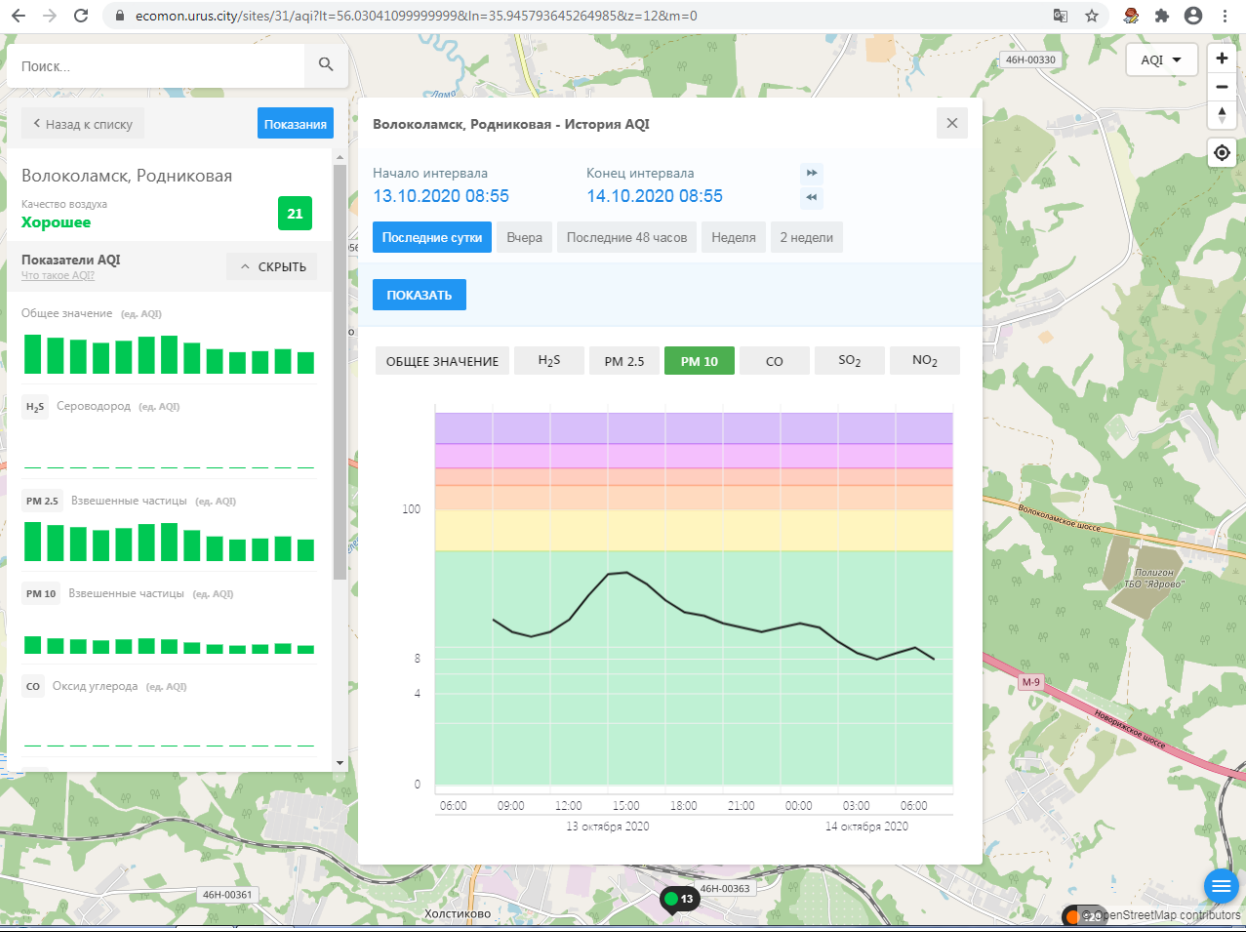 ecomon.urus.city/sites/31/aqi?lt=56.03041099999999&ln=35.945793645264985&z=12&m=0
Поиск...
46Н-00330
AQI
Назад к списку
Показания
Волоколамск, Родниковая - История AQI
Волоколамск, Родниковая
Качество воздуха
Хорошее
21
Начало интервала
Конец интервала
13.10.2020 08:55
14.10.2020 08:55
Последние сутки
Вчера
Последние 48 часов
Неделя
2 недели
Показатели AQI
Что такое AQI?
СКРЫТЬ
ПОКАЗАТЬ
Общее значение (ед. AQI)
ОБЩЕЕ ЗНАЧЕНИЕ
H2S
PM 2.5
PM 10
CO
SO2
NO2
H2S Сероводород (ед. AQI)
PM 2.5 Взвешенные частицы (ед. AQI)
PM 10 Взвешенные частицы (ед. AQI)
CO Оксид углерода (ед. AQI)
100
8
4
0
06:00 09:00 12:00 15:00 18:00 21:00 00:00 03:00 06:00
13 октября 2020
14 октября 2020
Волоколамское шоссе
Полигон
ТБО "Ядрово"
М-9
Новорижское шоссе
46Н-00361
46Н-00363
13
Холстиково
OpenStreetMap contributors